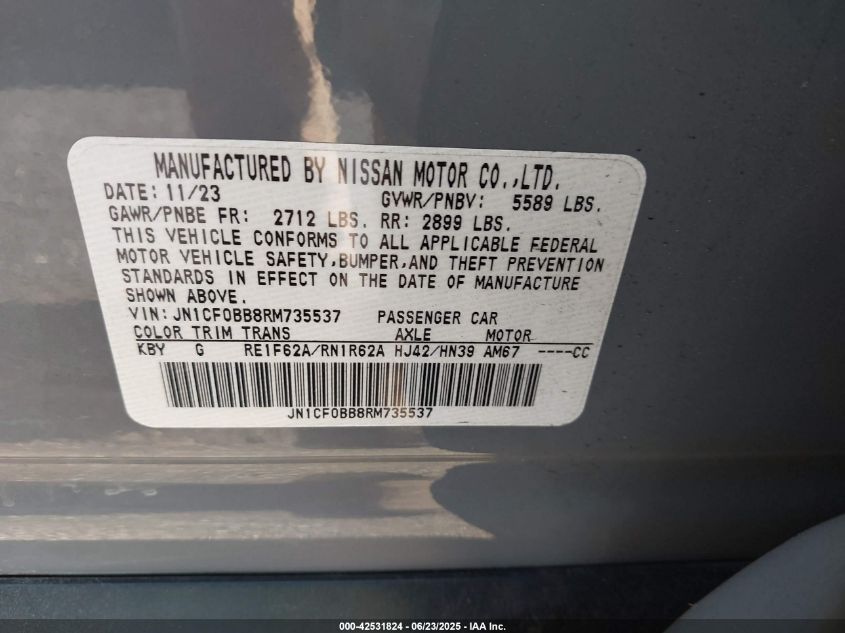 MANUFACTURED BY NISSAN MOTOR CO.,LTD.
DATE: 11/23 GVWR/PNBV: 5589 LBS.
GAWR/PNBE FR: 2712 LBS. RR: 2899 LBS.
THIS VEHICLE CONFORMS TO ALL APPLICABLE FEDERAL
MOTOR VEHICLE SAFETY,BUMPER,AND THEFT PREVENTION
STANDARDS IN EFFECT ON THE DATE OF MANUFACTURE
SHOWN ABOVE.
VIN: JN1CF0BB8RM735537 PASSENGER CAR
COLOR TRIM TRANS AXLE MOTOR
KBY G RE1F62A/RN1R62A HJ42/HN39 AM67 ----CC
JN1CF0BB8RM735537
000-42531824 - 06/23/2025 - IAA Inc.